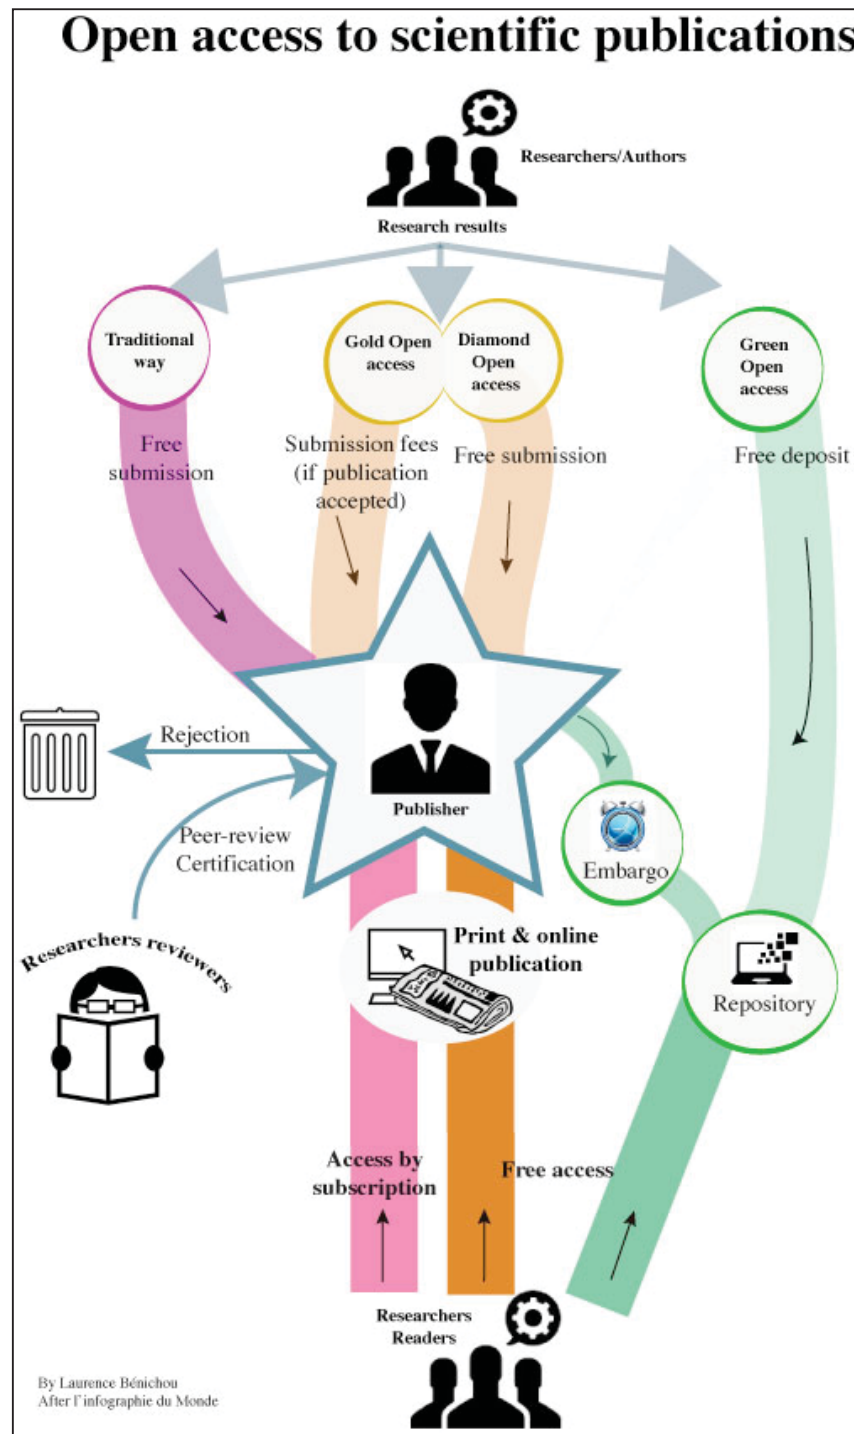 Open access to scientific publications
Researchers/Authors
Research results
Traditional
way
Gold Open
access
Diamond
Open
access
Green
Open
access
Free
submission
Submission fees
(if publication
accepted)
Free submission
Free deposit
Rejection
Publisher
Peer-review
Certification
Embargo
Researchers reviewers
Print & online
publication
Repository
Access by
subscription
Free access
Researchers
Readers
By Laurence Bénichou
After l'infographie du Monde